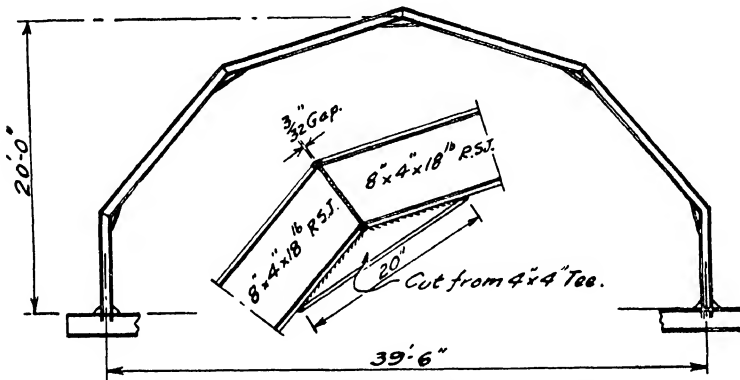 3/32" Gap.
8"x4"x18lb R.S.J.
8"x4"x18lb R.S.J.
20'-0"
20"
Cut from 4"x4" Tee.
39'-6"